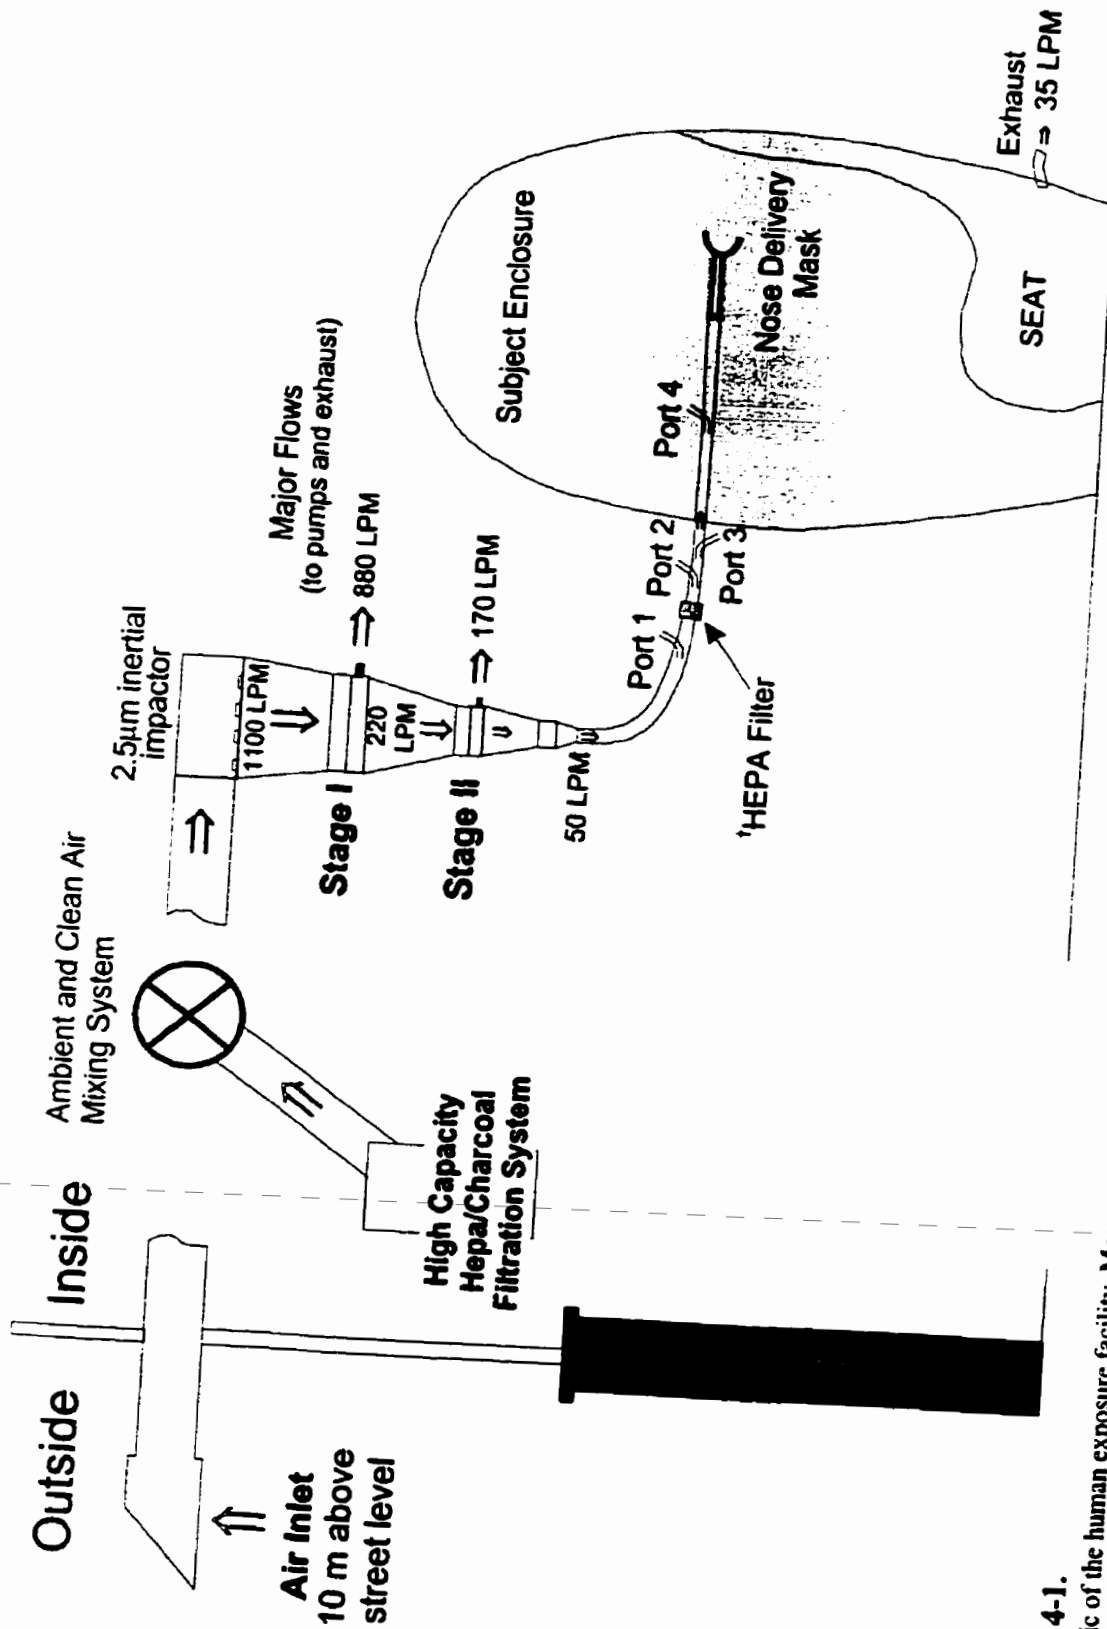 Outside
Inside
Air Inlet
10 m above
street level
High Capacity
Hepa/Charcoal
Filtration System
Ambient and Clean Air
Mixing System
2.5µm inertial
impactor
1100 LPM
Stage I
Major Flows
(to pumps and exhaust)
⇒ 880 LPM
220
LPM
Stage II
⇒ 170 LPM
50 LPM
†HEPA Filter
Port 1
Port 2
Port 3
Port 4
Subject Enclosure
Nose Delivery
Mask
SEAT
Exhaust
⇒ 35 LPM
4-1.
of the human exposure facility.